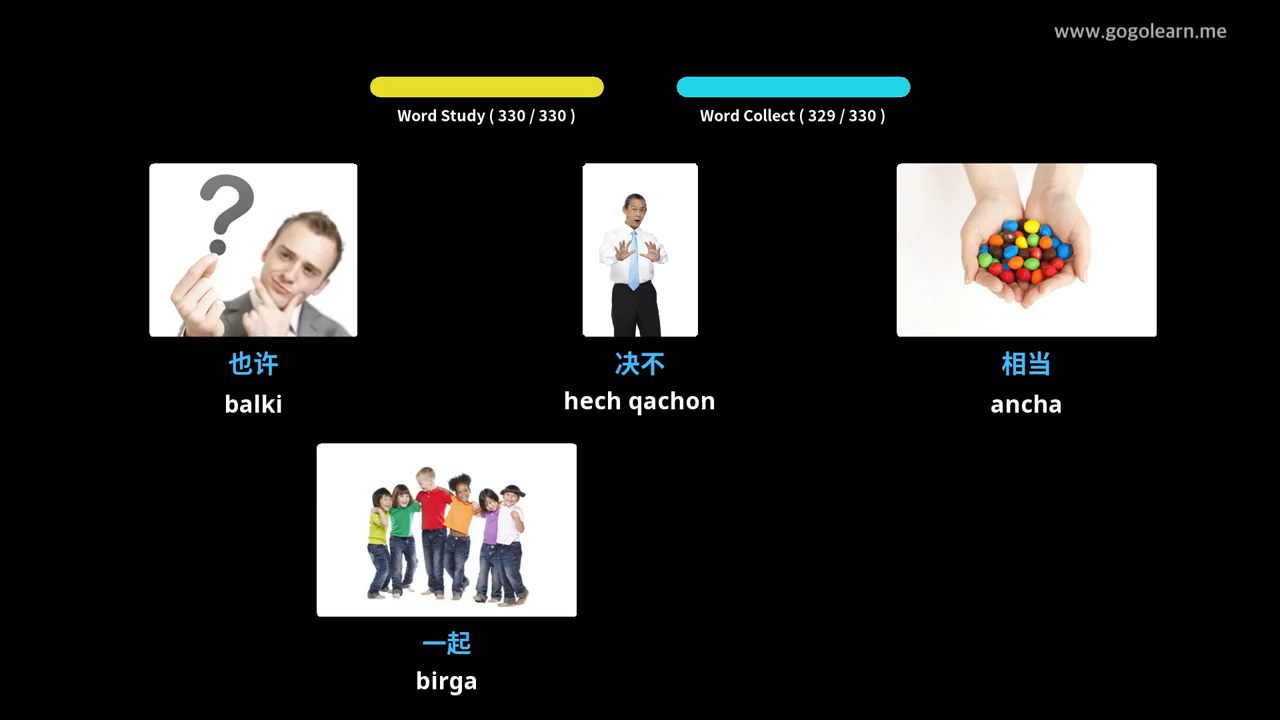 www.gogolearn.me
Word Study ( 330 / 330 )
Word Collect ( 329 / 330 )
也许
balki
决不
hech qachon
相当
ancha
一起
birga